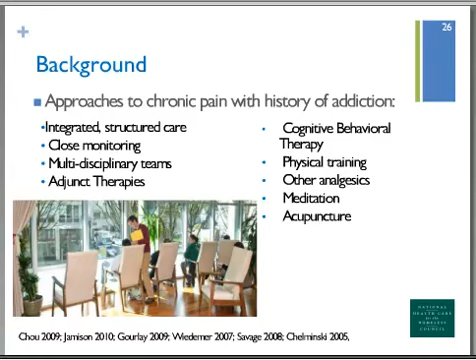 26
+
Background
Approaches to chronic pain with history of addiction:
•Integrated, structured care
• Close monitoring
• Multi-disciplinary teams
• Adjunct Therapies
• Cognitive Behavioral
Therapy
• Physical training
• Other analgesics
• Meditation
• Acupuncture
NATIONAL
HEALTH CARE
for the
HOMELESS
COUNCIL
Chou 2009; Jamison 2010; Gourlay 2009; Wiedemer 2007; Savage 2008; Chelminski 2005,